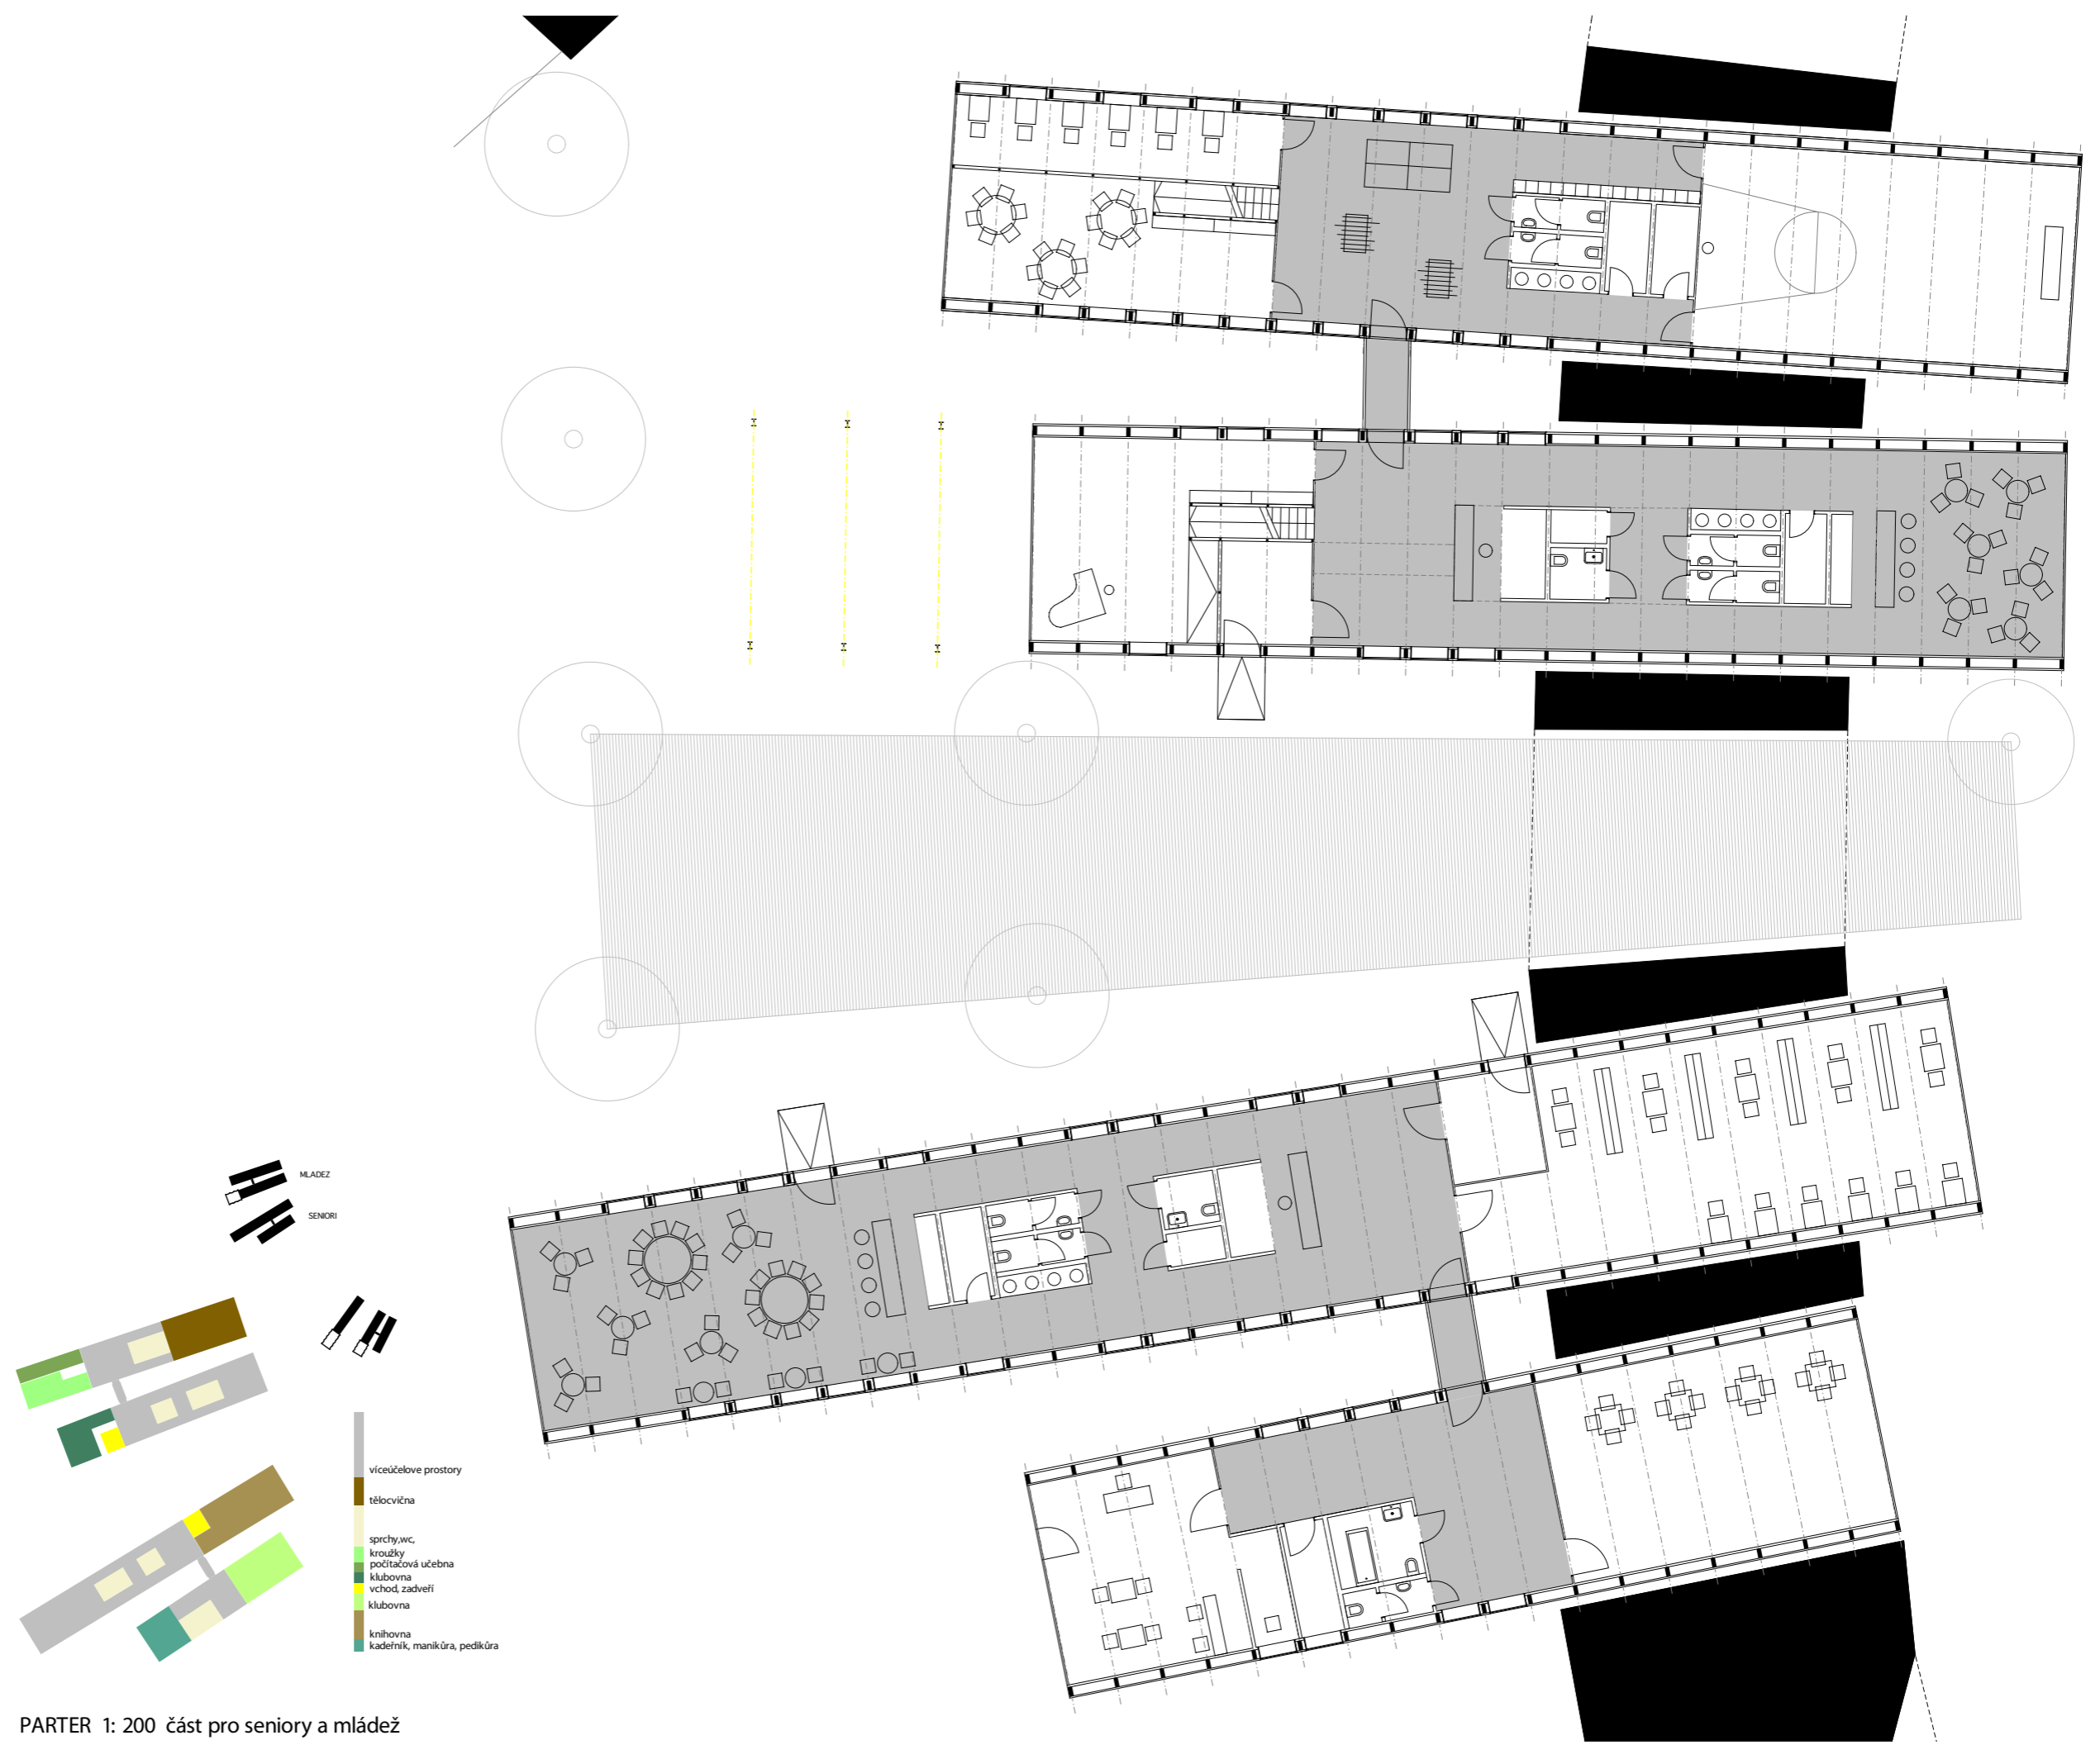 MLADEZ
SENIORI
víceúčelove prostory
tělocvična
sprchy,wc,
kroužky
počítačová učebna
klubovna
vchod, zadveří
klubovna
knihovna
kadeřník, manikůra, pedikůra
PARTER 1: 200 část pro seniory a mládež